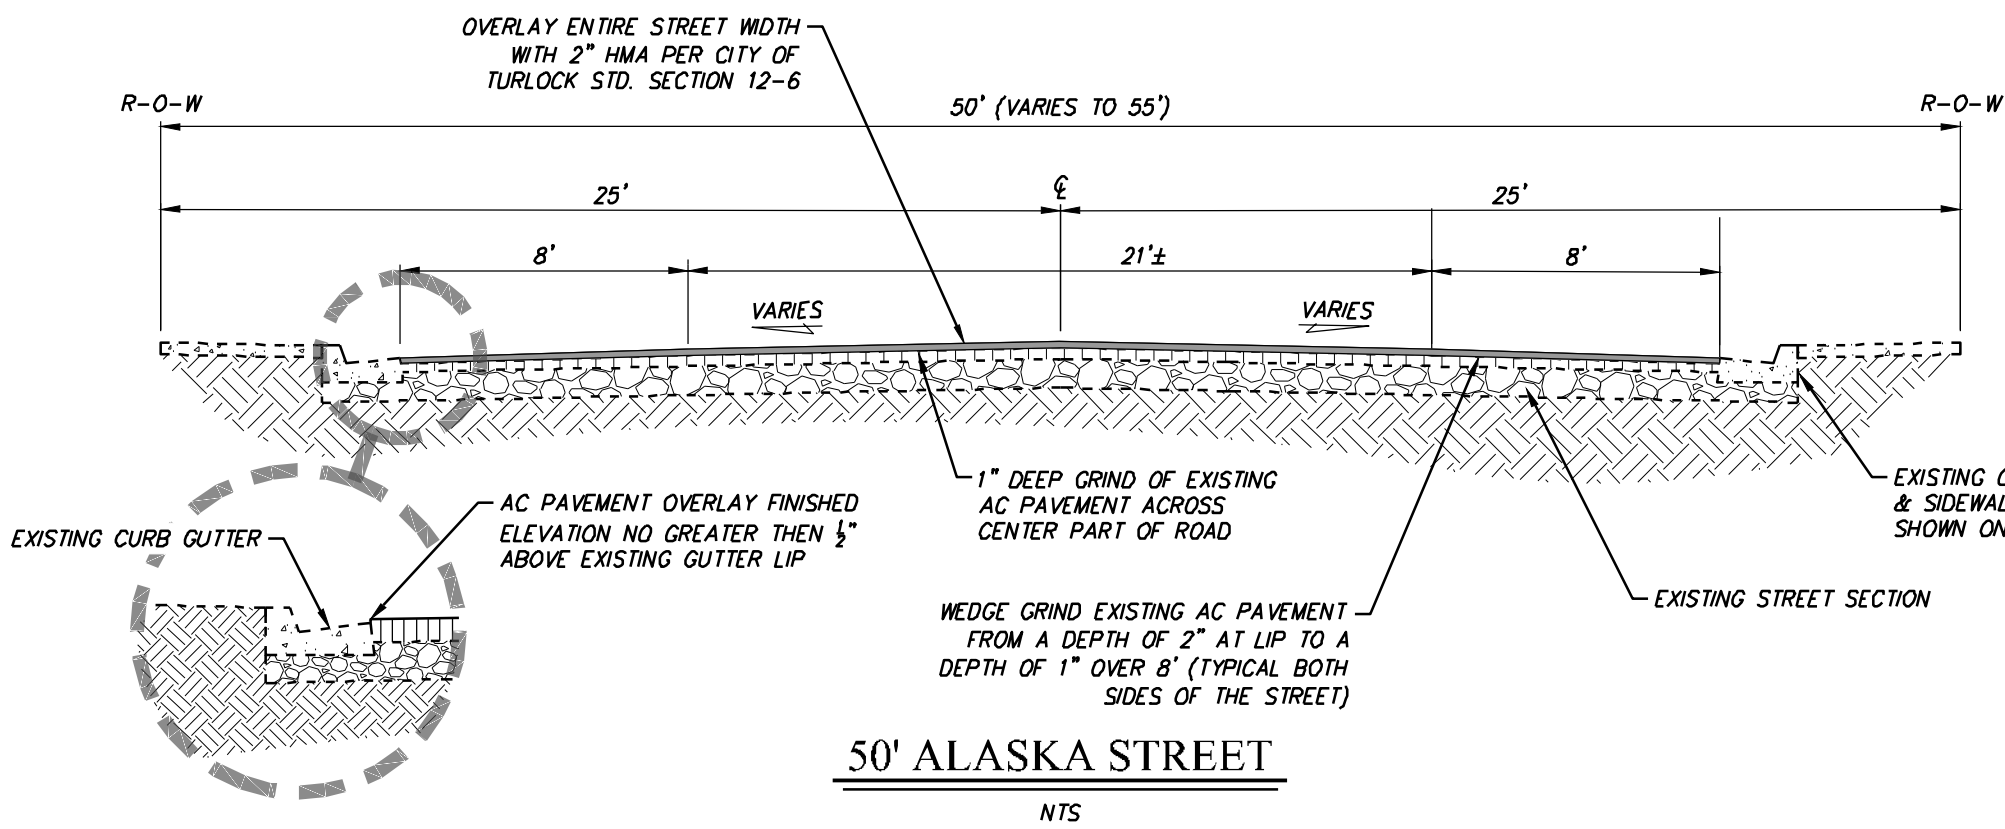 OVERLAY ENTIRE STREET WIDTH
WITH 2" HMA PER CITY OF
TURLOCK STD. SECTION 12-6
R-O-W
50' (VARIES TO 55')
R-O-W
25'
℄
25'
8'
21'±
8'
VARIES
VARIES
1" DEEP GRIND OF EXISTING
AC PAVEMENT ACROSS
CENTER PART OF ROAD
EXISTING
&
SHOWN ON
AC PAVEMENT OVERLAY FINISHED
ELEVATION NO GREATER THEN ½"
ABOVE EXISTING GUTTER LIP
EXISTING CURB GUTTER
EXISTING STREET SECTION
WEDGE GRIND EXISTING AC PAVEMENT
FROM A DEPTH OF 2" AT LIP TO A
DEPTH OF 1" OVER 8' (TYPICAL BOTH
SIDES OF THE STREET)
50' ALASKA STREET
NTS